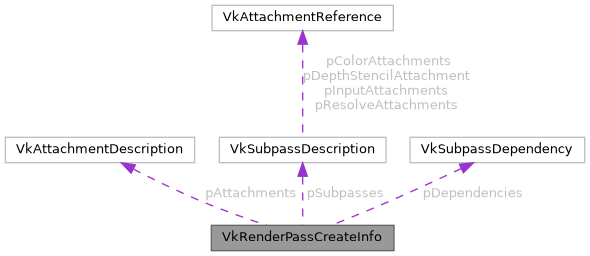 VkAttachmentReference
pColorAttachments
pDepthStencilAttachment
pInputAttachments
pResolveAttachments
VkAttachmentDescription
VkSubpassDescription
VkSubpassDependency
pAttachments
pSubpasses
pDependencies
VkRenderPassCreateInfo